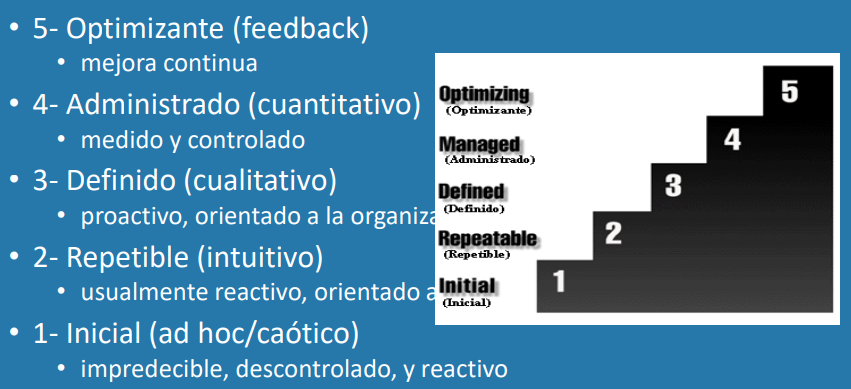 • 5- Optimizante (feedback)
• mejora continua
• 4- Administrado (cuantitativo)
• medido y controlado
• 3- Definido (cualitativo)
• proactivo, orientado a la organiza
• 2- Repetible (intuitivo)
• usualmente reactivo, orientado a
• 1- Inicial (ad hoc/caótico)
• impredecible, descontrolado, y reactivo
Optimizing
(Optimizante)
Managed
(Administrado)
Defined
(Definido)
Repeatable
(Repetible)
Initial
(Inicial)
5
4
3
2
1